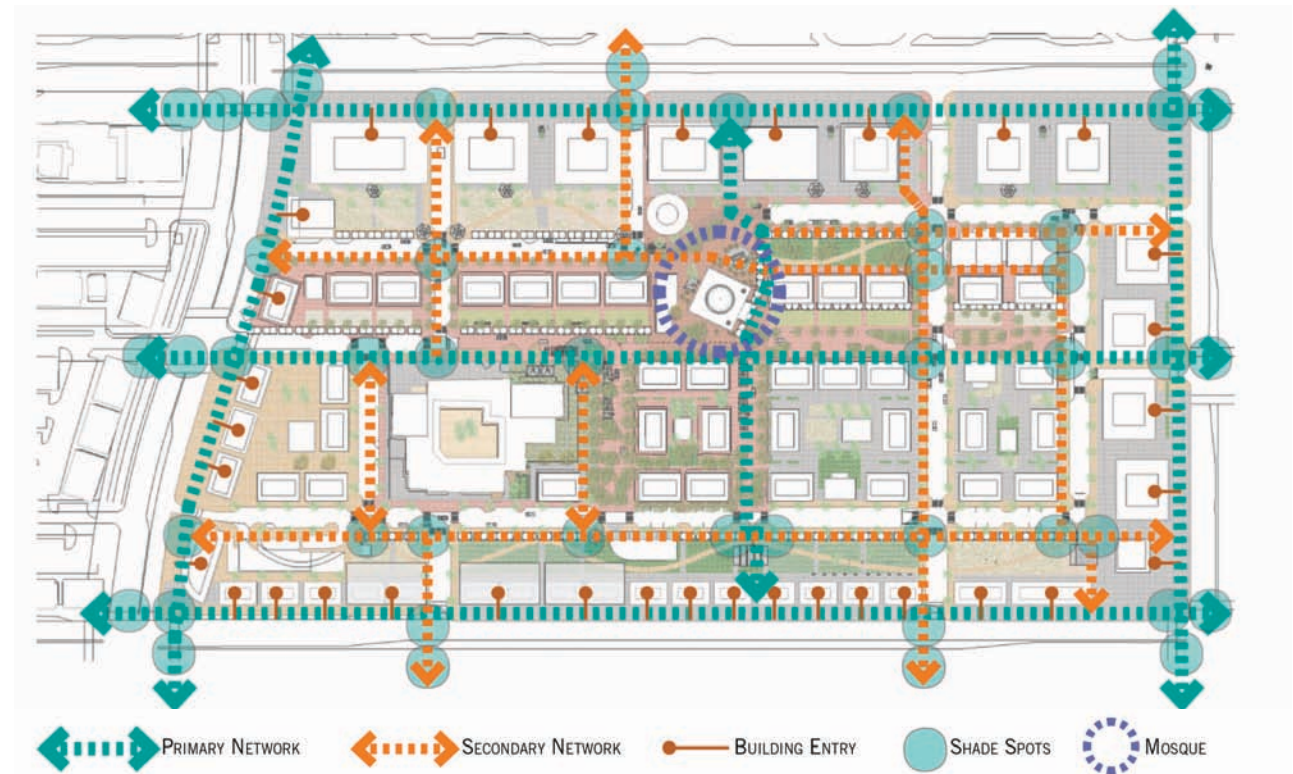 PRIMARY NETWORK
SECONDARY NETWORK
BUILDING ENTRY
SHADE SPOTS
MOSQUE